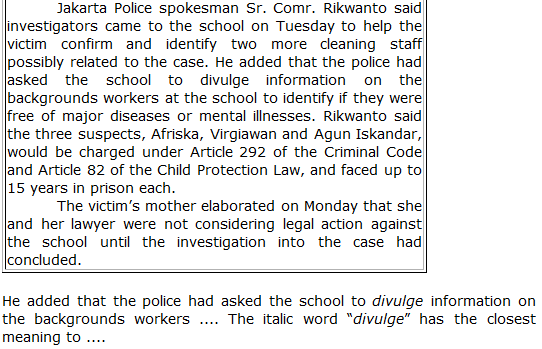 Jakarta Police spokesman Sr. Comr. Rikwanto said
investigators came to the school on Tuesday to help the
victim confirm and identify two more cleaning staff
possibly related to the case. He added that the police had
asked the school to divulge information on the
backgrounds workers at the school to identify if they were
free of major diseases or mental illnesses. Rikwanto said
the three suspects, Afriska, Virgiawan and Agun Iskandar,
would be charged under Article 292 of the Criminal Code
and Article 82 of the Child Protection Law, and faced up to
15 years in prison each.
The victim's mother elaborated on Monday that she
and her lawyer were not considering legal action against
the school until the investigation into the case had
concluded.
He added that the police had asked the school to divulge information on
the backgrounds workers .... The italic word "divulge" has the closest
meaning to ....